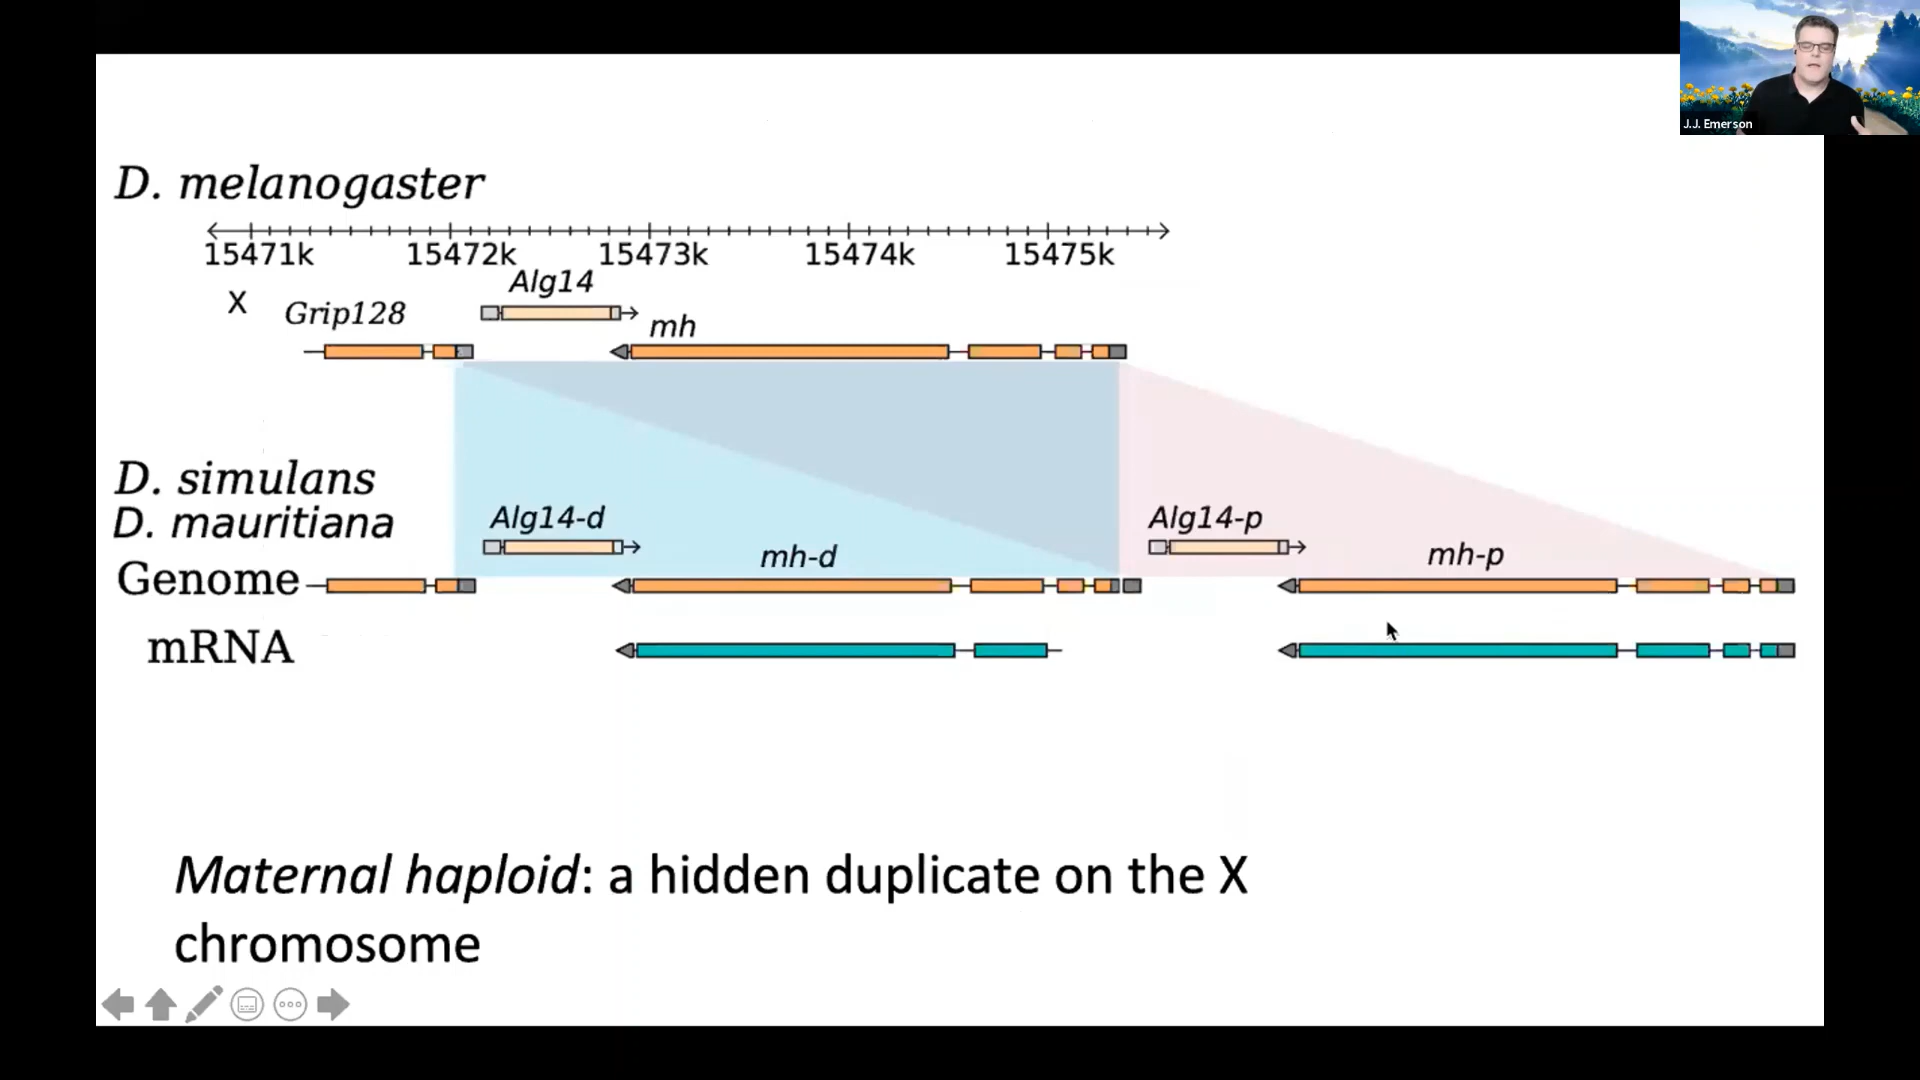 J.J. Emerson
D. melanogaster
15471k 15472k 15473k 15474k 15475k
Alg14
X Grip128 mh
D. simulans
D. mauritiana
Alg14-d Alg14-p
mh-d mh-p
Genome
mRNA
Maternal haploid: a hidden duplicate on the X
chromosome